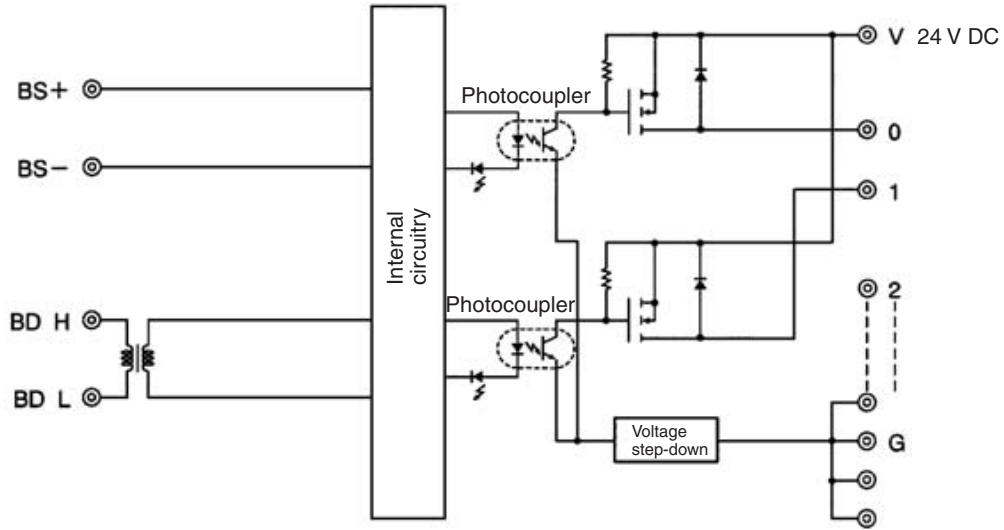 BS+
BS−
BD H
BD L
Internal
circuitry
Photocoupler
Photocoupler
Voltage
step-down
V 24 V DC
0
1
2
G